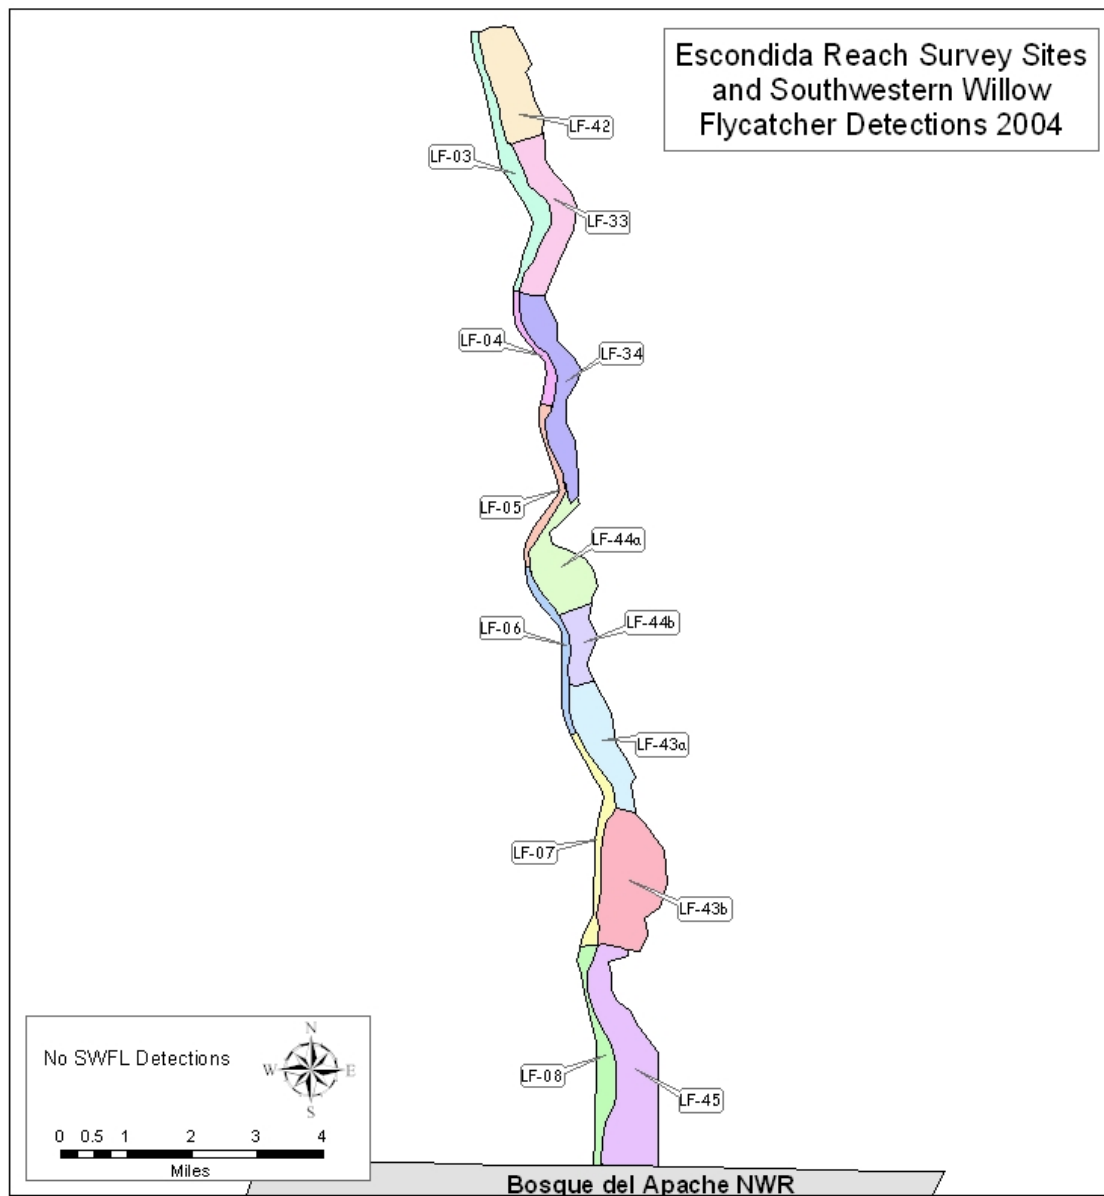 Escondida Reach Survey Sites
and Southwestern Willow
Flycatcher Detections 2004
LF-42
LF-03
LF-33
LF-04
LF-34
LF-05
LF-44a
LF-44b
LF-06
LF-43a
LF-07
LF-43b
LF-08
LF-45
No SWFL Detections
N
W E
S
0 0.5 1 2 3 4
Miles
Bosque del Apache NWR